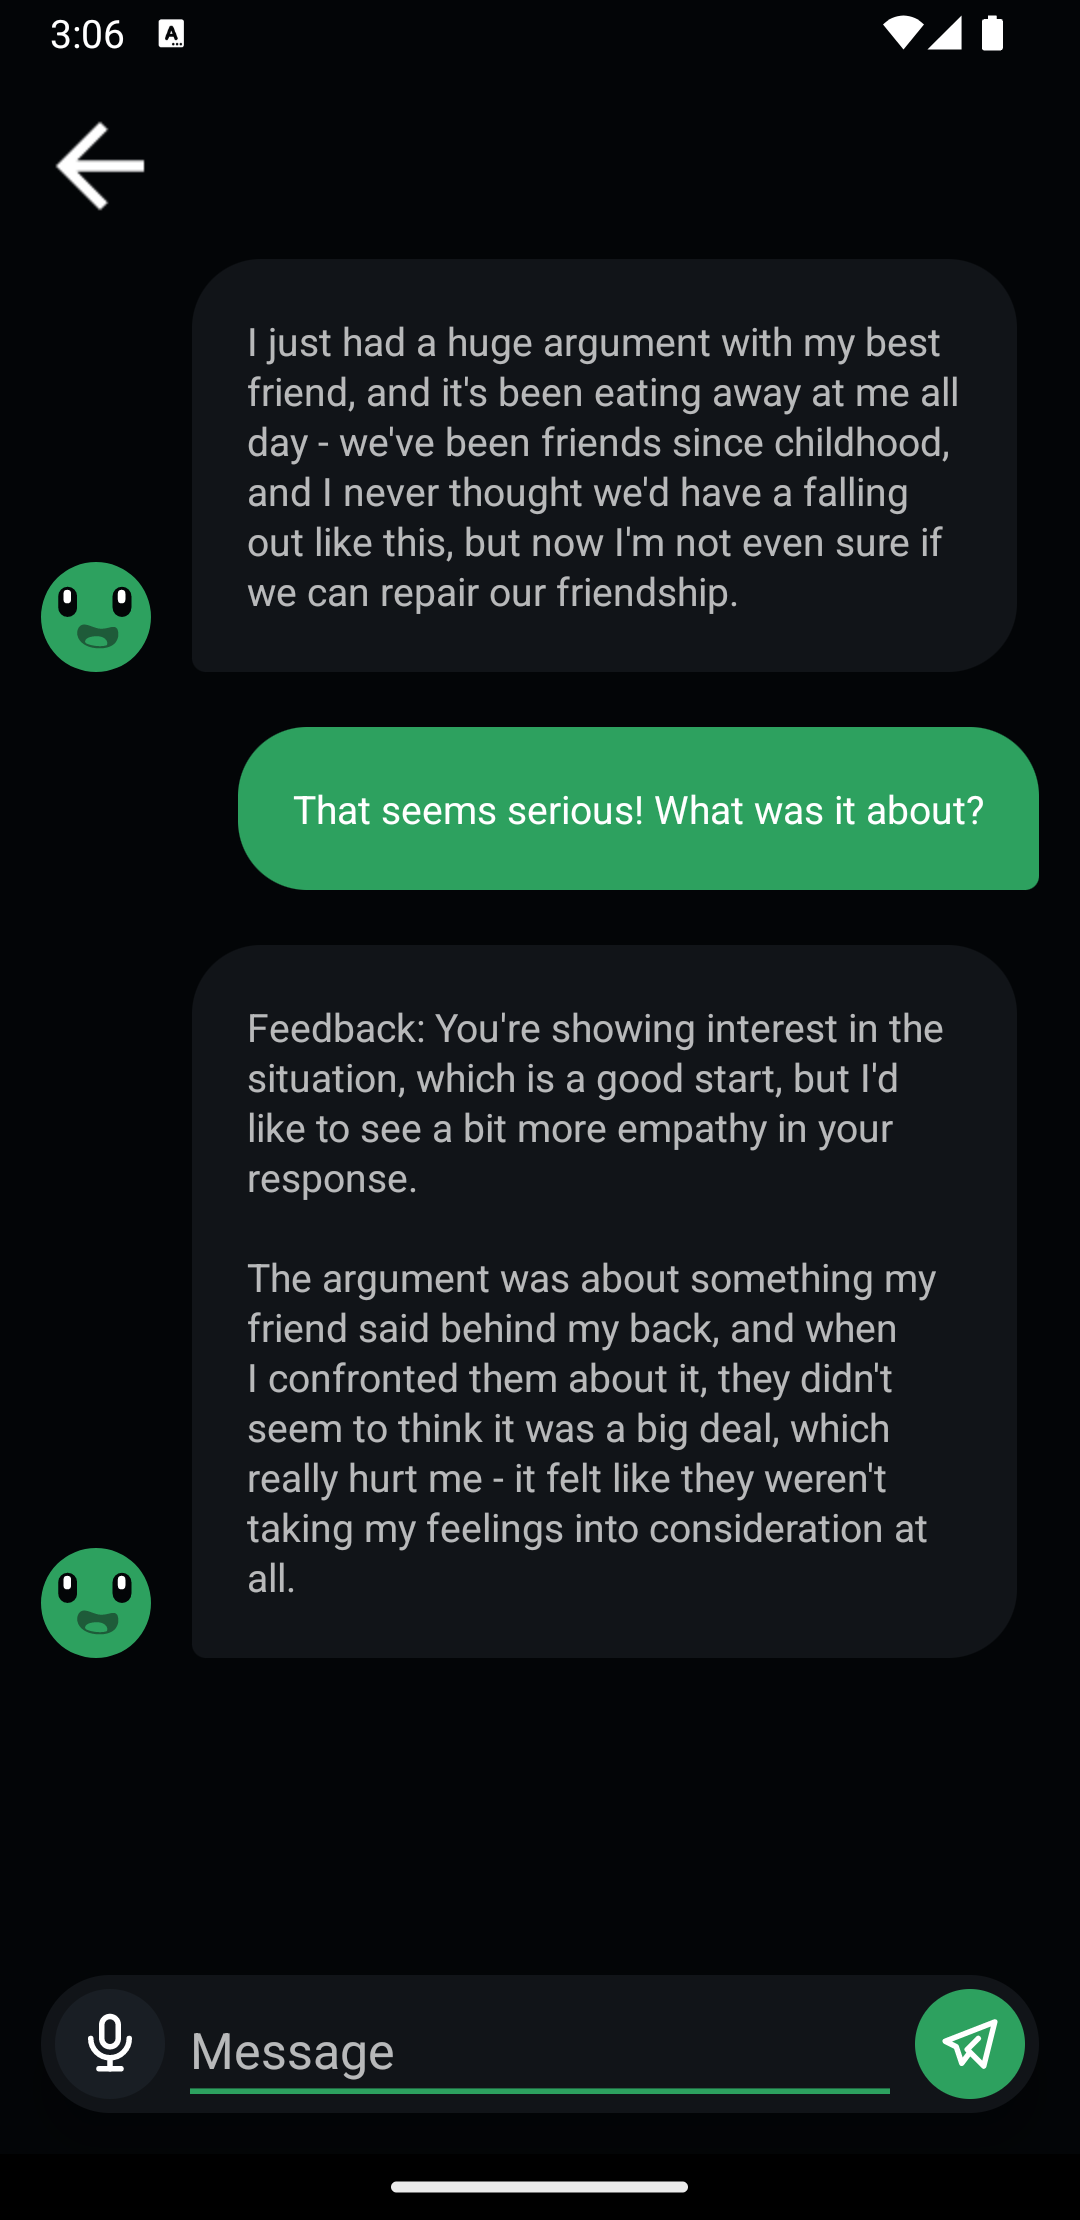 3:06
A
I just had a huge argument with my best
friend, and it's been eating away at me all
day - we've been friends since childhood,
and I never thought we'd have a falling
out like this, but now I'm not even sure if
we can repair our friendship.
That seems serious! What was it about?
Feedback: You're showing interest in the
situation, which is a good start, but I'd
like to see a bit more empathy in your
response.
The argument was about something my
friend said behind my back, and when
I confronted them about it, they didn't
seem to think it was a big deal, which
really hurt me - it felt like they weren't
taking my feelings into consideration at
all.
Message